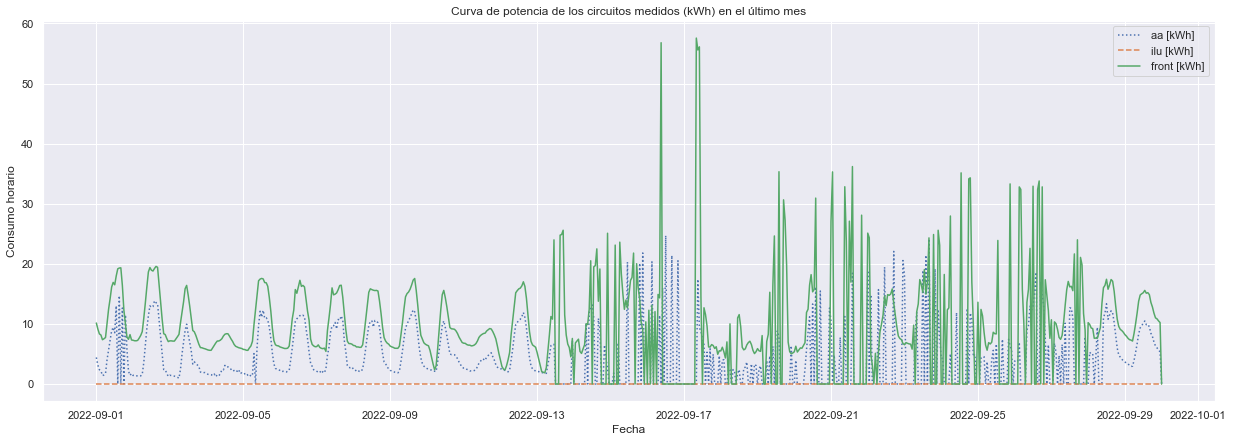 Curva de potencia de los circuitos medidos (kWh) en el último mes
aa [kWh]
ilu [kWh]
front [kWh]
Consumo horario
60
50
40
30
20
10
0
2022-09-01 2022-09-05 2022-09-09 2022-09-13 2022-09-17 2022-09-21 2022-09-25 2022-09-29 2022-10-01
Fecha